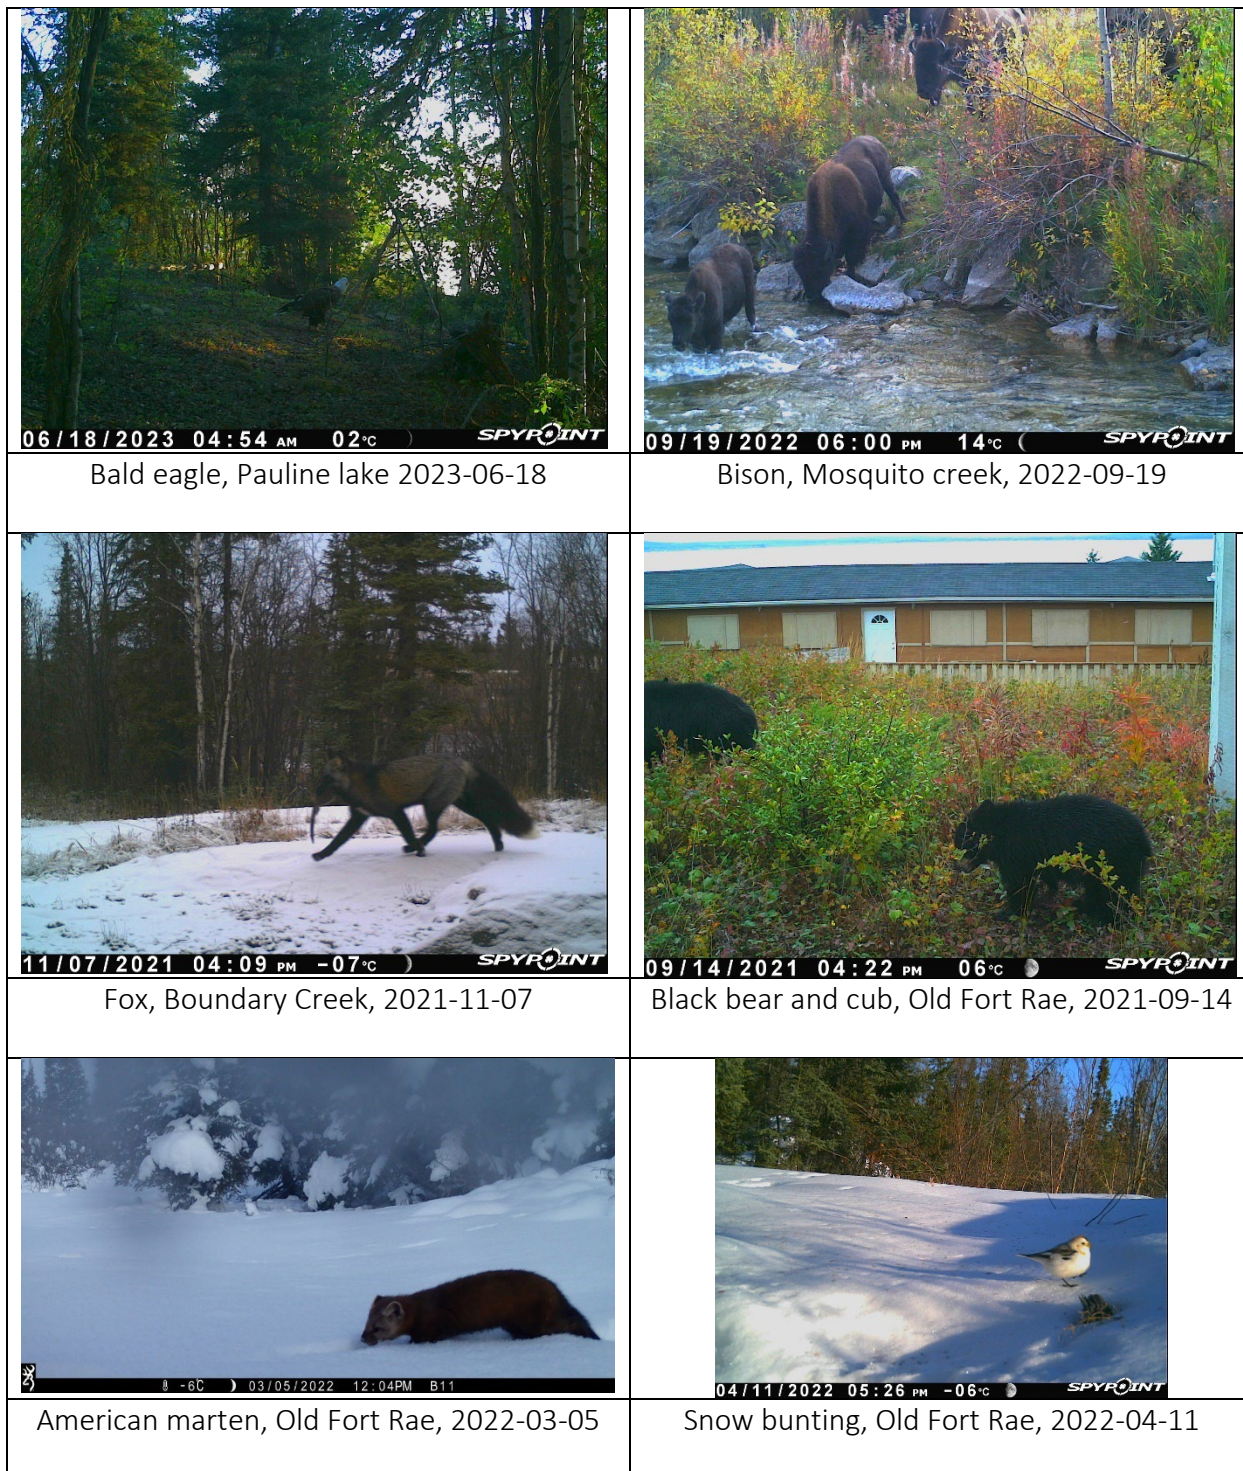 06/18/2023 04:54 AM 02°C SPYPOINT
Bald eagle, Pauline lake 2023-06-18
09/19/2022 06:00 PM 14°C SPYPOINT
Bison, Mosquito creek, 2022-09-19
11/07/2021 04:09 PM -07°C SPYPOINT
Fox, Boundary Creek, 2021-11-07
09/14/2021 04:22 PM 06°C SPYPOINT
Black bear and cub, Old Fort Rae, 2021-09-14
-6C 03/05/2022 12:04PM B11
American marten, Old Fort Rae, 2022-03-05
04/11/2022 05:26 PM -06°C SPYPOINT
Snow bunting, Old Fort Rae, 2022-04-11